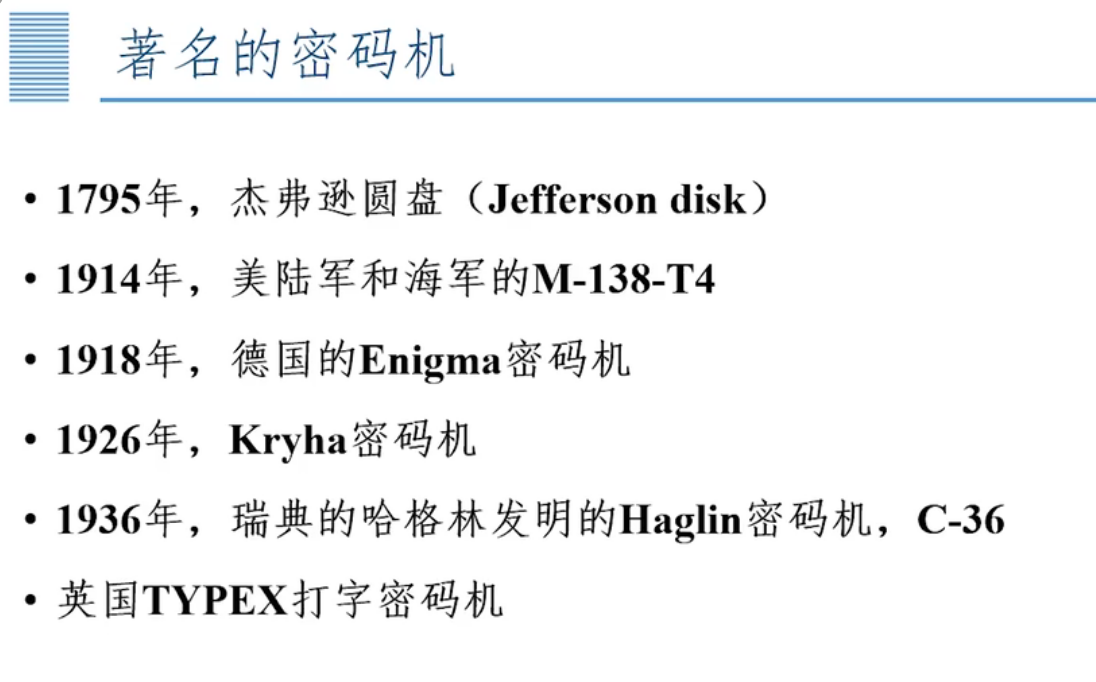 著名的密码机
• 1795年，杰弗逊圆盘（Jefferson disk）
• 1914年，美陆军和海军的M-138-T4
• 1918年，德国的Enigma密码机
• 1926年，Kryha密码机
• 1936年，瑞典的哈格林发明的Haglin密码机，C-36
• 英国TYPEX打字密码机